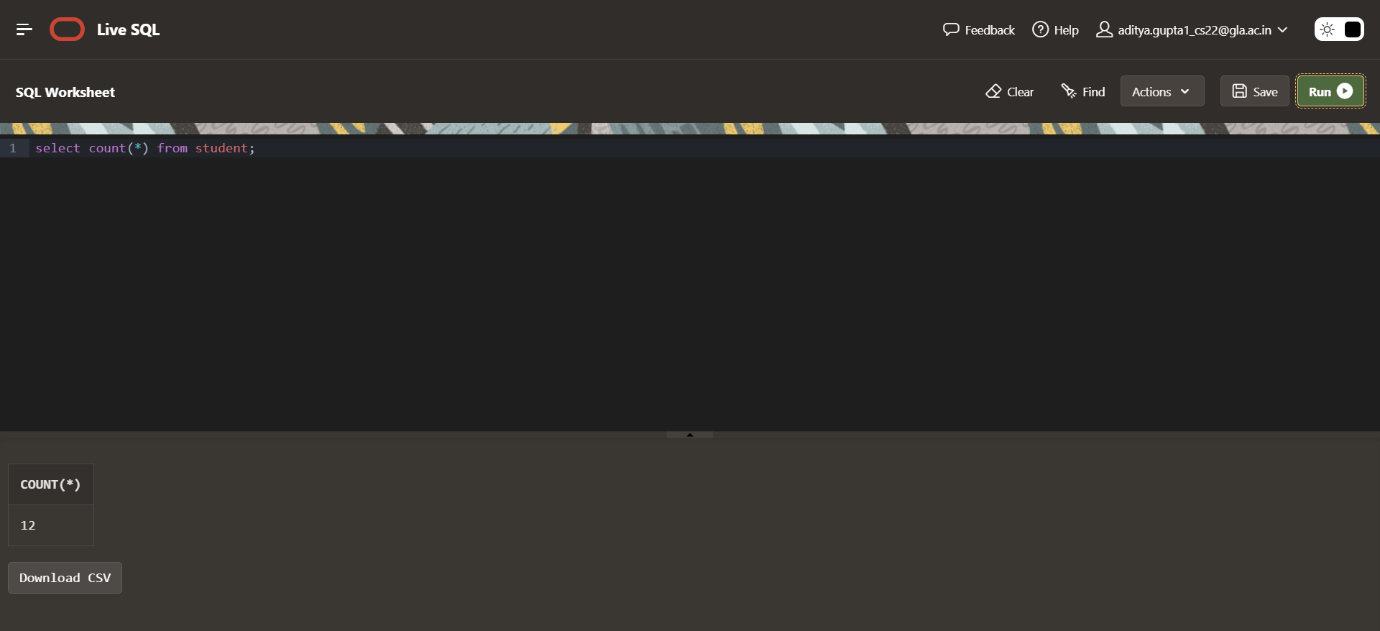 Live SQL
Feedback
Help
aditya.gupta1_cs22@gla.ac.in
SQL Worksheet
Clear
Find
Actions
Save
Run
1 select count(*) from student;
COUNT(*)
12
Download CSV